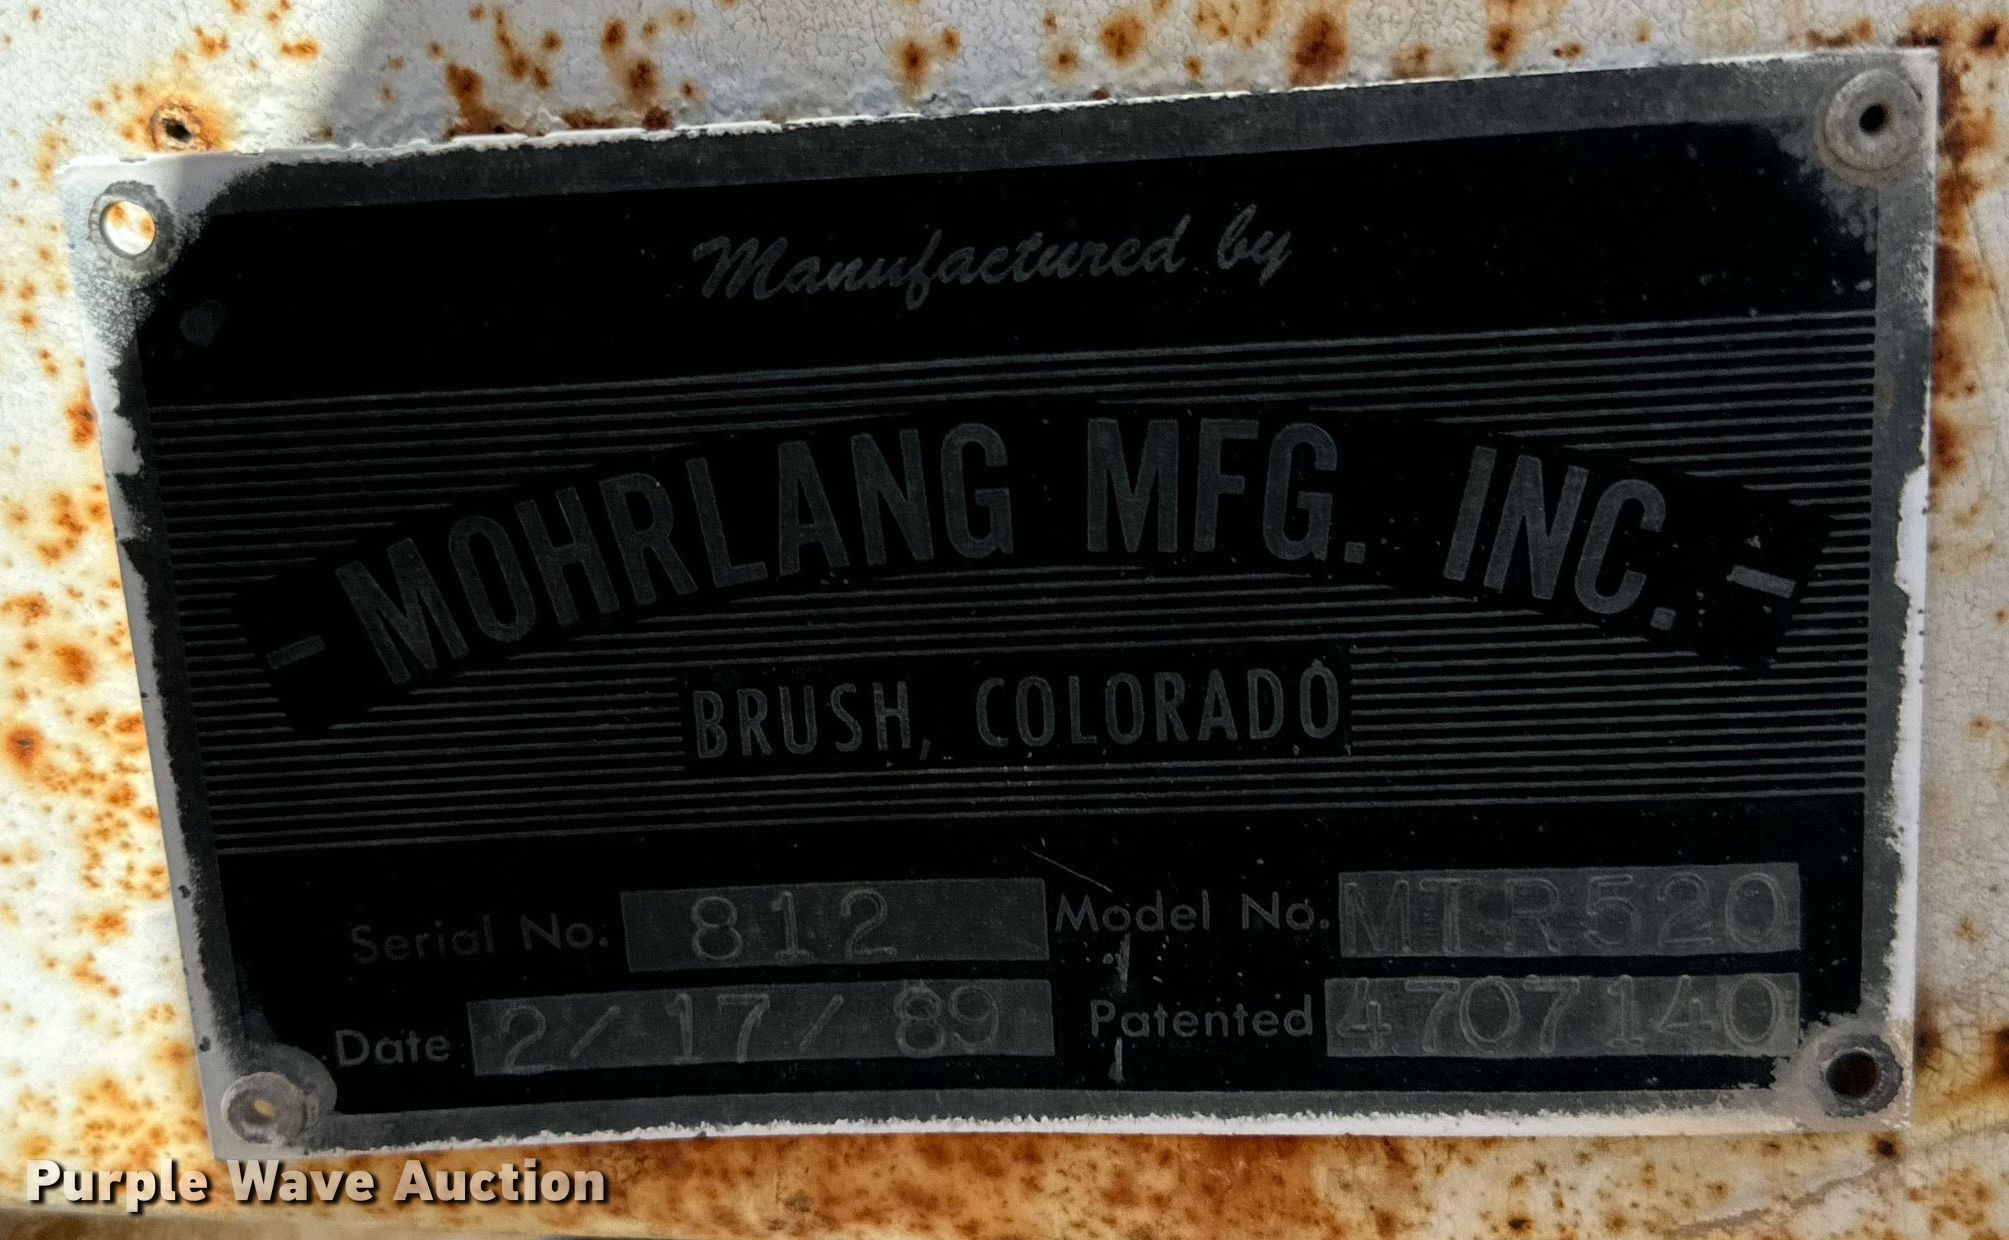 Manufactured by
- MOHRLANG MFG. INC. -
BRUSH, COLORADO
Serial No. 812 Model No. MTR520
Date 2/17/89 Patented 4707140
Purple Wave Auction